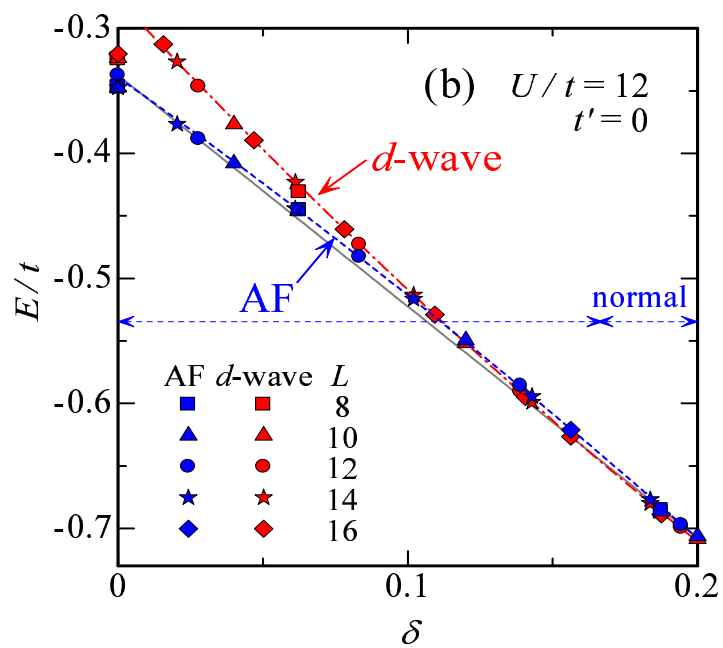 -0.3
(b) U/t = 12
t′ = 0
-0.4
d-wave
E/t
-0.5
AF
normal
AF d-wave L
8
-0.6
10
12
14
-0.7
16
0 0.1 0.2
δ